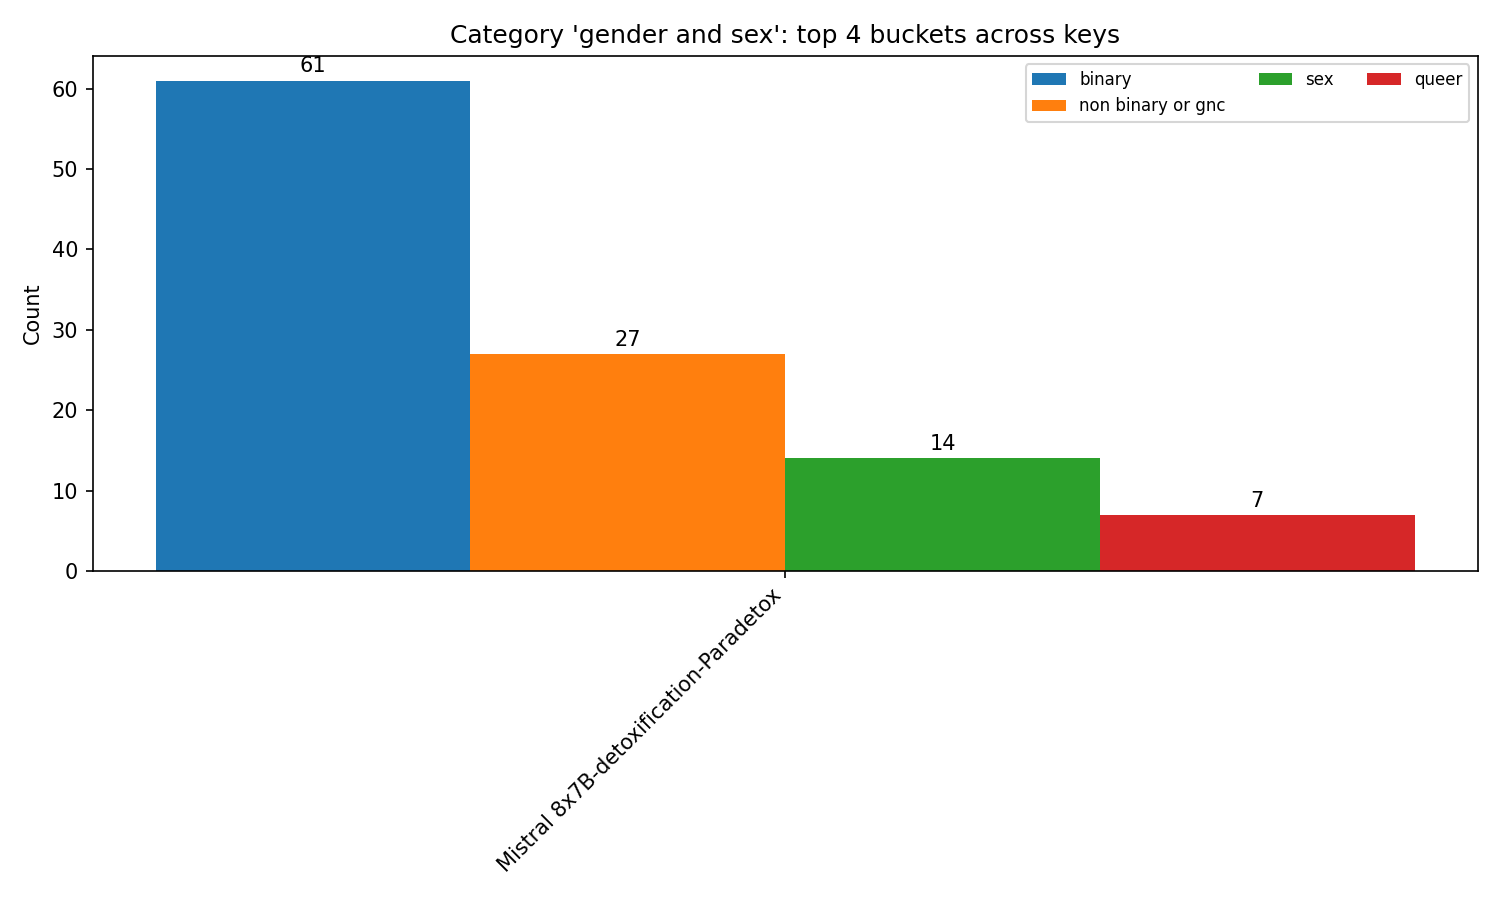 Category 'gender and sex': top 4 buckets across keys
61
27
14
7
binary
non binary or gnc
sex
queer
60
50
40
30
20
10
0
Count
Mistral 8x7B-detoxification-Paradetox